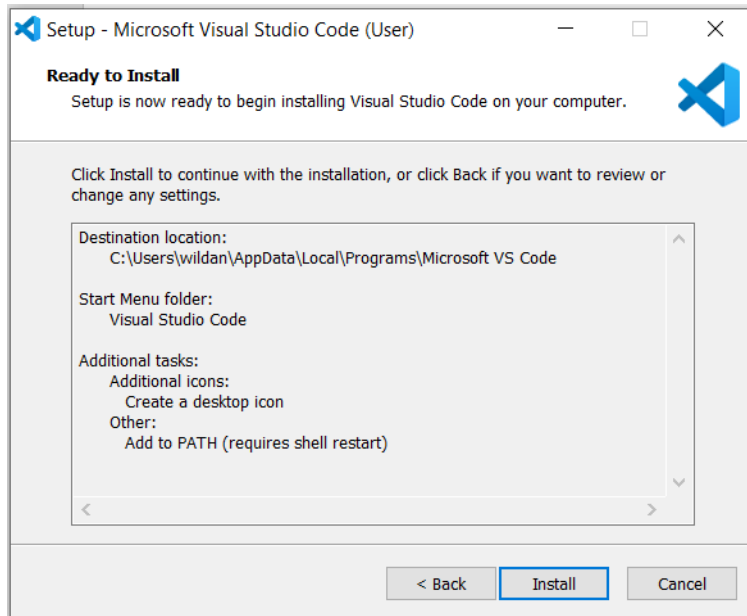 Setup - Microsoft Visual Studio Code (User)
Ready to Install
Setup is now ready to begin installing Visual Studio Code on your computer.
Click Install to continue with the installation, or click Back if you want to review or
change any settings.
Destination location:
C:\Users\wildan\AppData\Local\Programs\Microsoft VS Code
Start Menu folder:
Visual Studio Code
Additional tasks:
Additional icons:
Create a desktop icon
Other:
Add to PATH (requires shell restart)
< Back
Install
Cancel